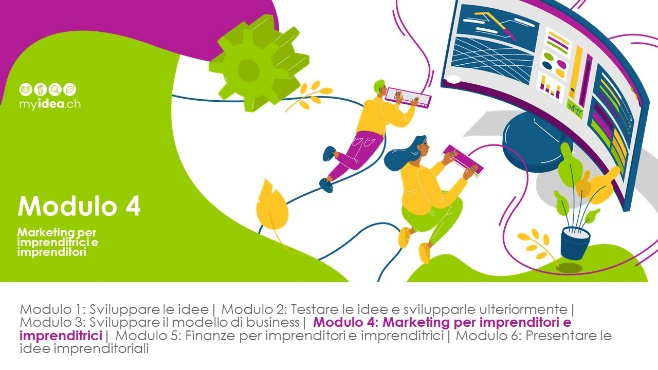 myidea.ch
Modulo 4
Marketing per
imprenditrici e
imprenditori
Modulo 1: Sviluppare le idee| Modulo 2: Testare le idee e svilupparle ulteriormente|
Modulo 3: Sviluppare il modello di business| Modulo 4: Marketing per imprenditori e
imprenditrici| Modulo 5: Finanze per imprenditori e imprenditrici| Modulo 6: Presentare le
idee imprenditoriali